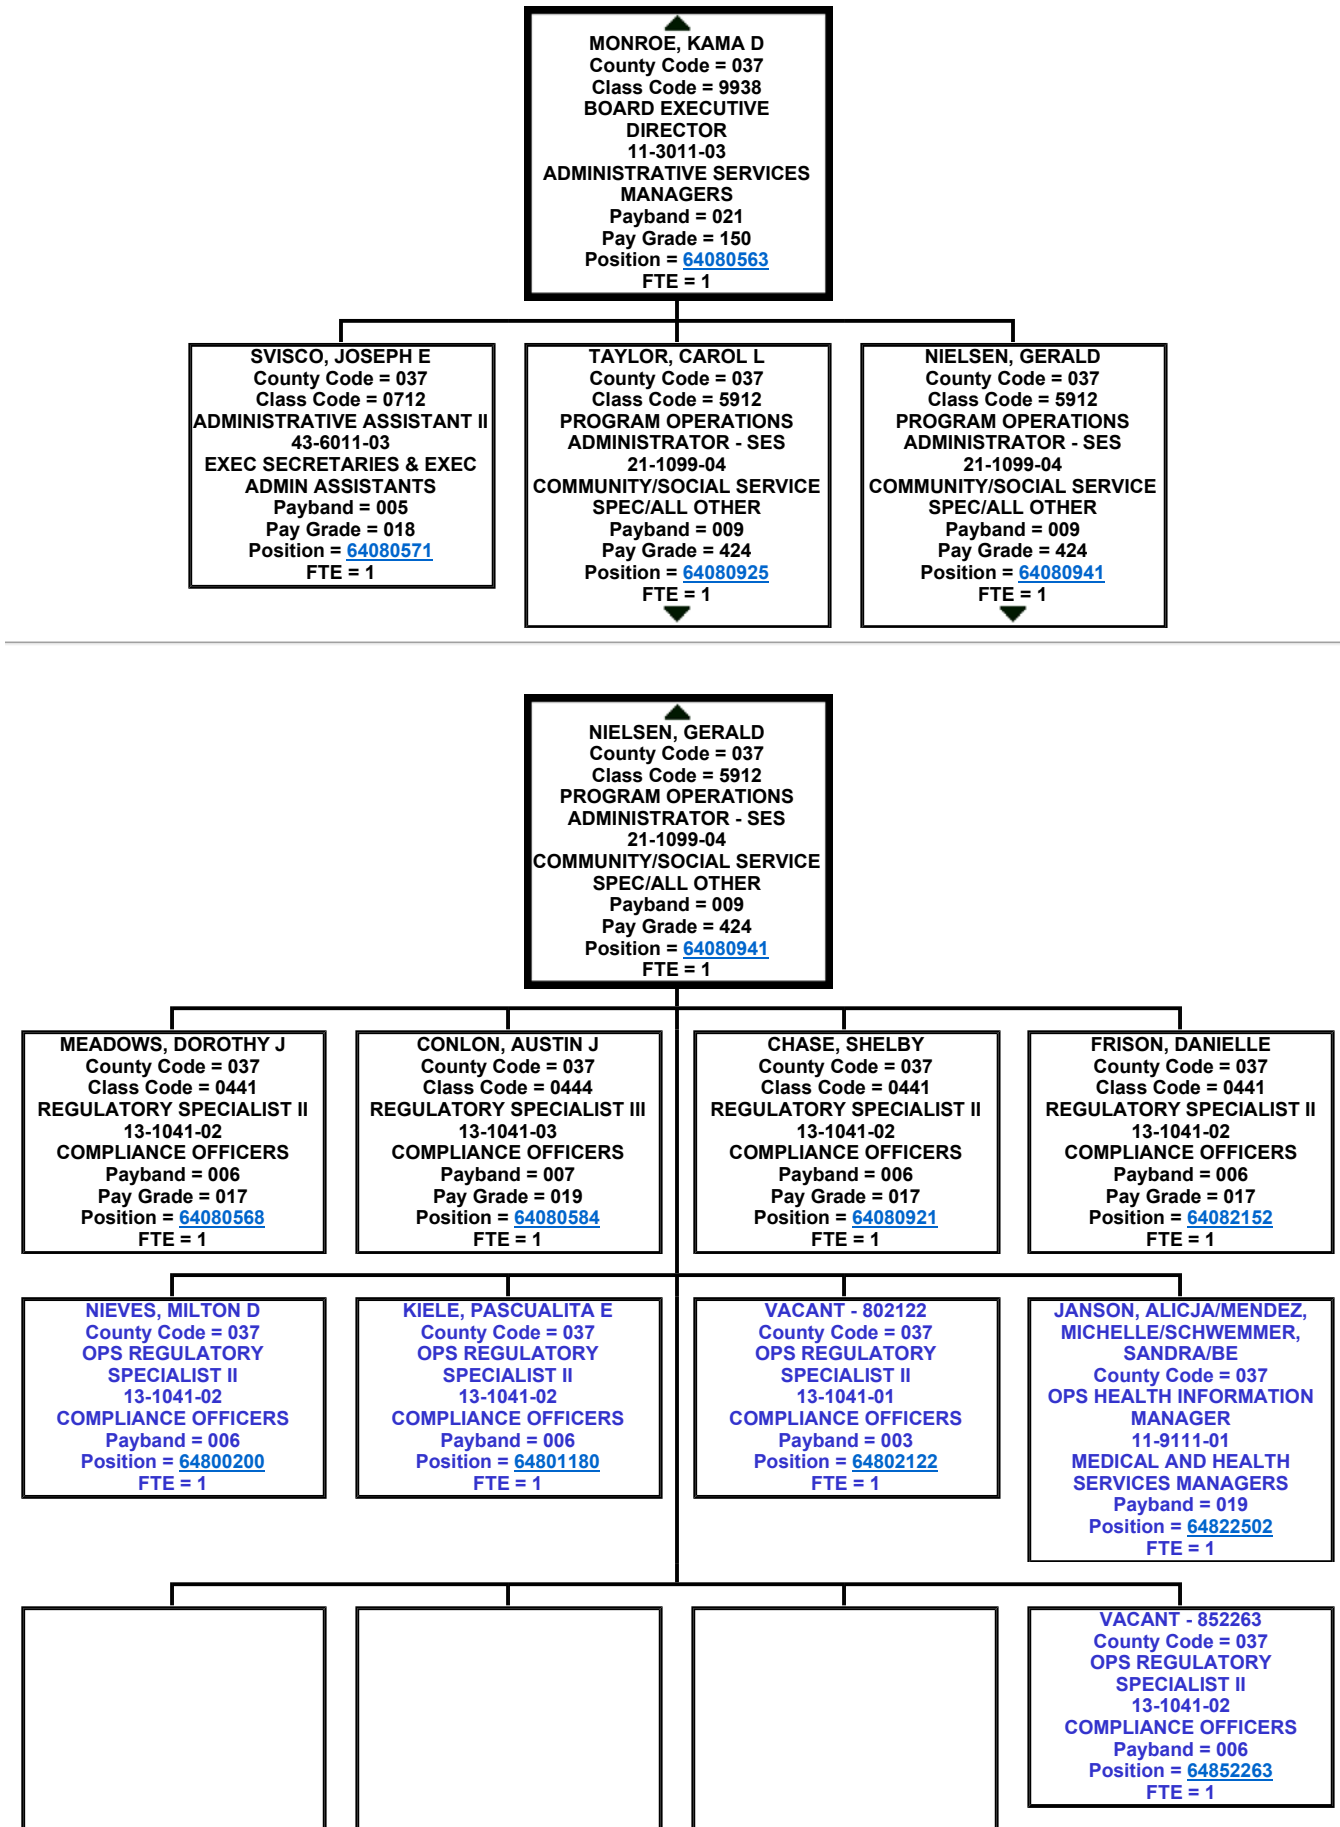 MONROE, KAMA D
County Code = 037
Class Code = 9938
BOARD EXECUTIVE
DIRECTOR
11-3011-03
ADMINISTRATIVE SERVICES
MANAGERS
Payband = 021
Pay Grade = 150
Position = 64080563
FTE = 1
SVISCO, JOSEPH E
County Code = 037
Class Code = 0712
ADMINISTRATIVE ASSISTANT II
43-6011-03
EXEC SECRETARIES & EXEC
ADMIN ASSISTANTS
Payband = 005
Pay Grade = 018
Position = 64080571
FTE = 1
TAYLOR, CAROL L
County Code = 037
Class Code = 5912
PROGRAM OPERATIONS
ADMINISTRATOR - SES
21-1099-04
COMMUNITY/SOCIAL SERVICE
SPEC/ALL OTHER
Payband = 009
Pay Grade = 424
Position = 64080925
FTE = 1
NIELSEN, GERALD
County Code = 037
Class Code = 5912
PROGRAM OPERATIONS
ADMINISTRATOR - SES
21-1099-04
COMMUNITY/SOCIAL SERVICE
SPEC/ALL OTHER
Payband = 009
Pay Grade = 424
Position = 64080941
FTE = 1
NIELSEN, GERALD
County Code = 037
Class Code = 5912
PROGRAM OPERATIONS
ADMINISTRATOR - SES
21-1099-04
COMMUNITY/SOCIAL SERVICE
SPEC/ALL OTHER
Payband = 009
Pay Grade = 424
Position = 64080941
FTE = 1
MEADOWS, DOROTHY J
County Code = 037
Class Code = 0441
REGULATORY SPECIALIST II
13-1041-02
COMPLIANCE OFFICERS
Payband = 006
Pay Grade = 017
Position = 64080568
FTE = 1
CONLON, AUSTIN J
County Code = 037
Class Code = 0444
REGULATORY SPECIALIST III
13-1041-03
COMPLIANCE OFFICERS
Payband = 007
Pay Grade = 019
Position = 64080584
FTE = 1
CHASE, SHELBY
County Code = 037
Class Code = 0441
REGULATORY SPECIALIST II
13-1041-02
COMPLIANCE OFFICERS
Payband = 006
Pay Grade = 017
Position = 64080921
FTE = 1
FRISON, DANIELLE
County Code = 037
Class Code = 0441
REGULATORY SPECIALIST II
13-1041-02
COMPLIANCE OFFICERS
Payband = 006
Pay Grade = 017
Position = 64082152
FTE = 1
NIEVES, MILTON D
County Code = 037
OPS REGULATORY
SPECIALIST II
13-1041-02
COMPLIANCE OFFICERS
Payband = 006
Position = 64800200
FTE = 1
KIELE, PASCUALITA E
County Code = 037
OPS REGULATORY
SPECIALIST II
13-1041-02
COMPLIANCE OFFICERS
Payband = 006
Position = 64801180
FTE = 1
VACANT - 802122
County Code = 037
OPS REGULATORY
SPECIALIST II
13-1041-01
COMPLIANCE OFFICERS
Payband = 003
Position = 64802122
FTE = 1
JANSON, ALICJA/MENDEZ,
MICHELLE/SCHWEMMER,
SANDRA/BE
County Code = 037
OPS HEALTH INFORMATION
MANAGER
11-9111-01
MEDICAL AND HEALTH
SERVICES MANAGERS
Payband = 019
Position = 64822502
FTE = 1
VACANT - 852263
County Code = 037
OPS REGULATORY
SPECIALIST II
13-1041-02
COMPLIANCE OFFICERS
Payband = 006
Position = 64852263
FTE = 1